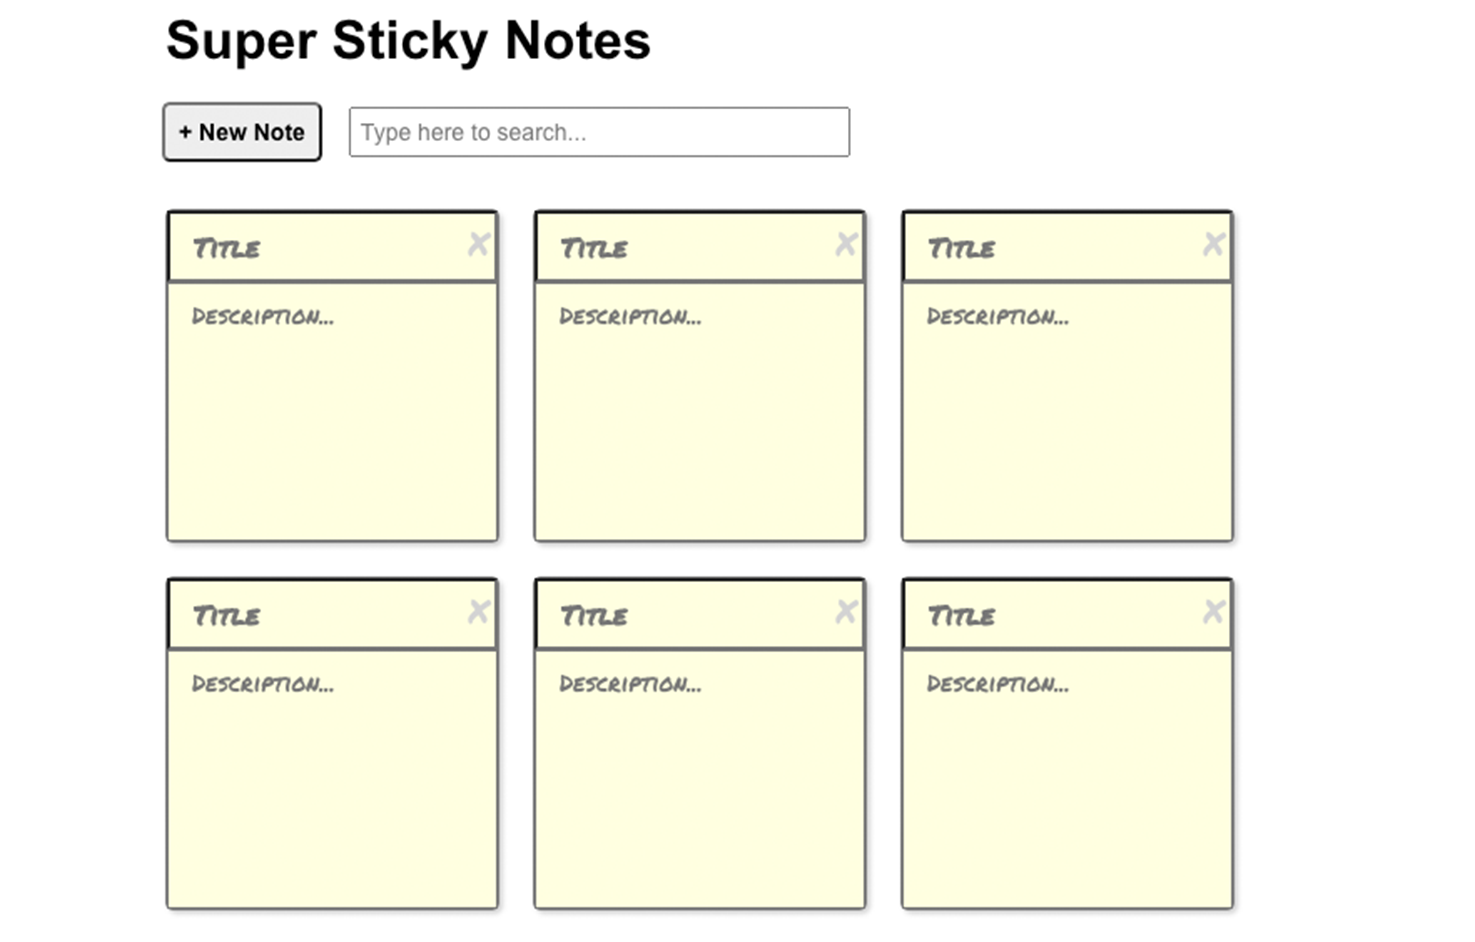 Super Sticky Notes
+ New Note Type here to search...
Title x Title x Title x
Description... Description... Description...
Title x Title x Title x
Description... Description... Description...